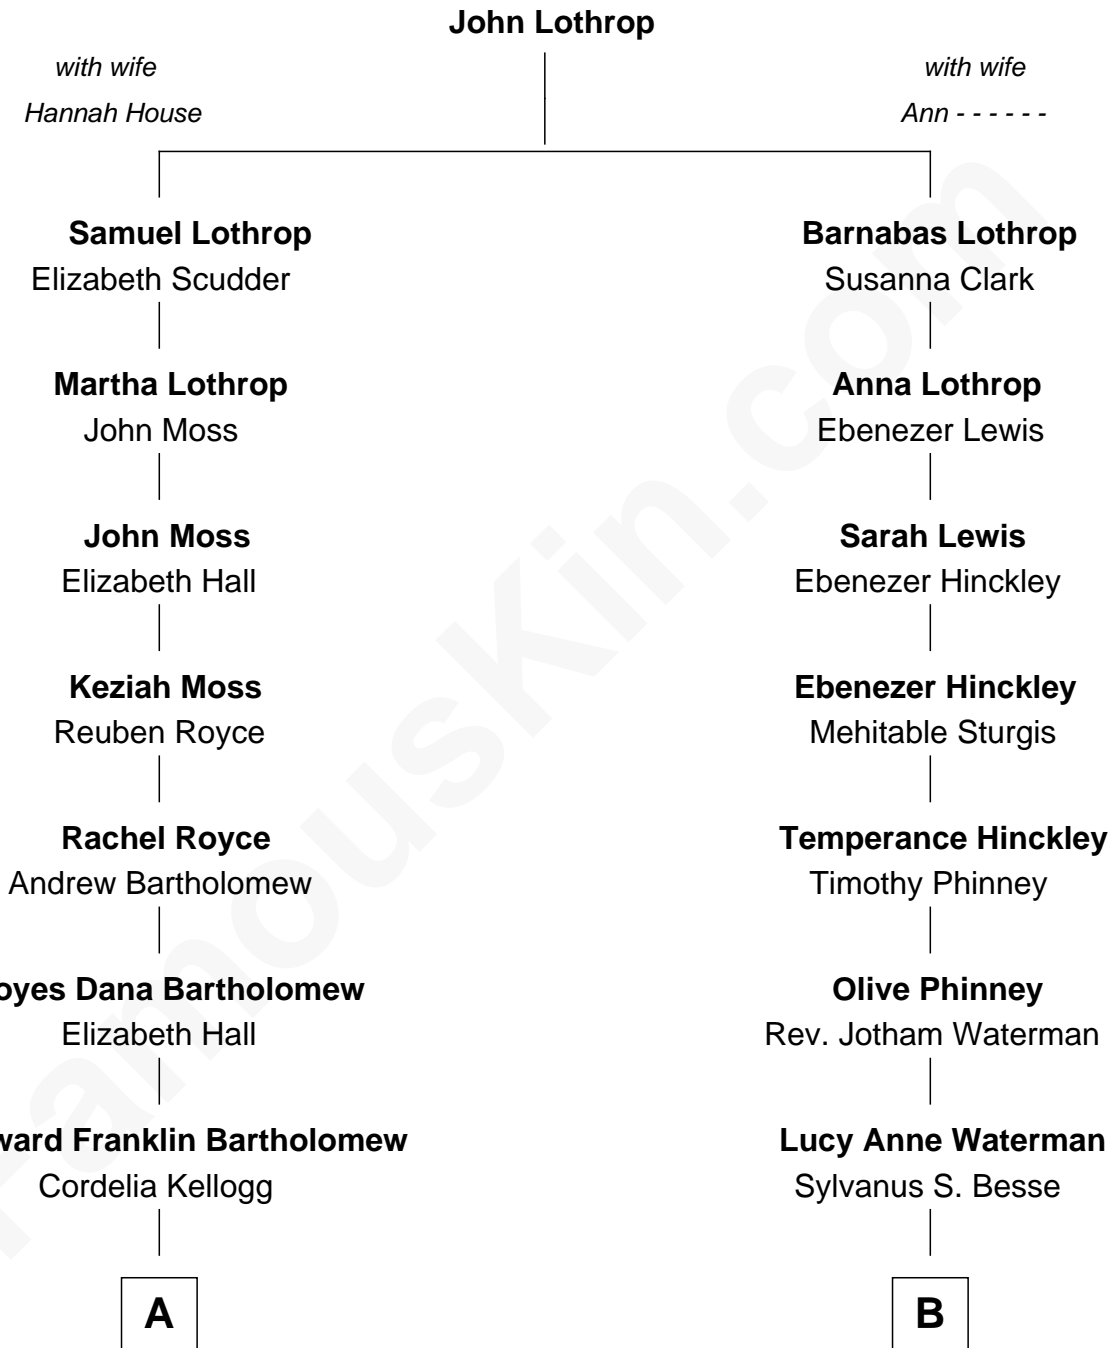 John Lothrop
with wife
Hannah House
with wife
Ann - - - - - -
Samuel Lothrop
Elizabeth Scudder
Barnabas Lothrop
Susanna Clark
Martha Lothrop
John Moss
Anna Lothrop
Ebenezer Lewis
John Moss
Elizabeth Hall
Sarah Lewis
Ebenezer Hinckley
Keziah Moss
Reuben Royce
Ebenezer Hinckley
Mehitable Sturgis
Rachel Royce
Andrew Bartholomew
Temperance Hinckley
Timothy Phinney
oyes Dana Bartholomew
Elizabeth Hall
Olive Phinney
Rev. Jotham Waterman
ward Franklin Bartholomew
Cordelia Kellogg
Lucy Anne Waterman
Sylvanus S. Besse
A
B
FamousKin.com